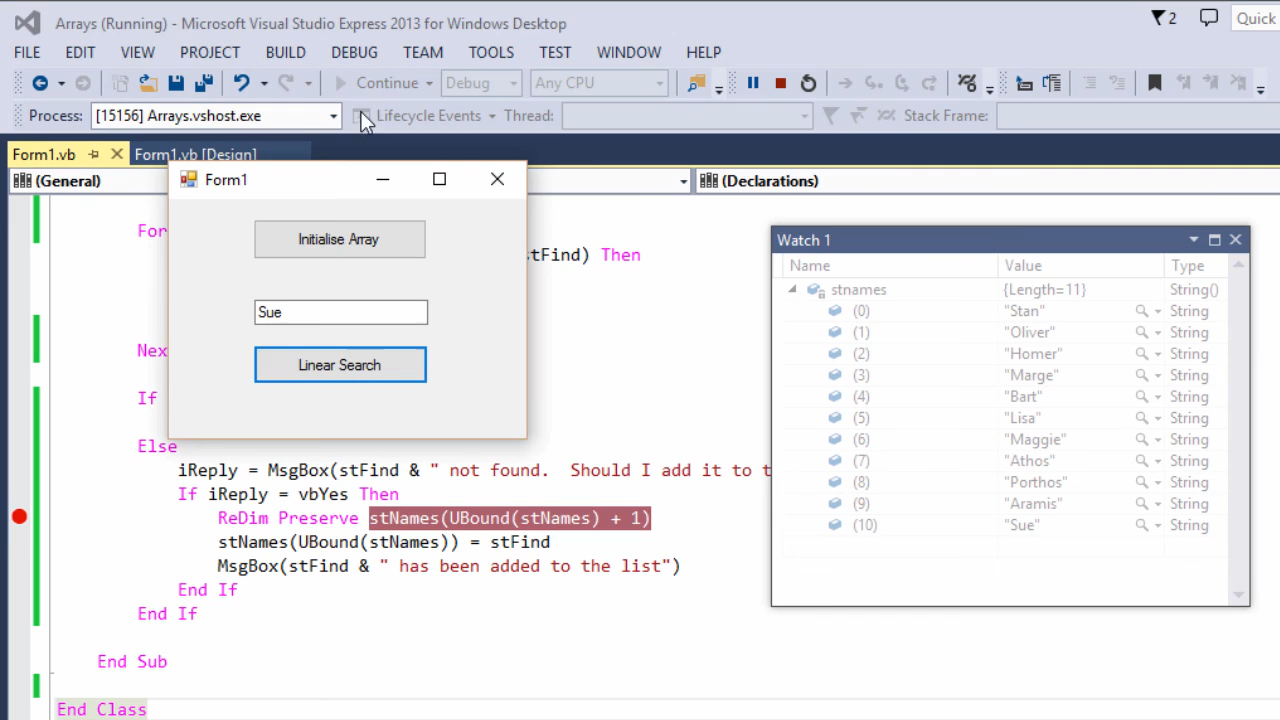 Arrays (Running) - Microsoft Visual Studio Express 2013 for Windows Desktop
2
Quick
FILE EDIT VIEW PROJECT BUILD DEBUG TEAM TOOLS TEST WINDOW HELP
Continue Debug Any CPU
Process: [15156] Arrays.vshost.exe Lifecycle Events Thread: Stack Frame:
Form1.vb Form1.vb [Design]
(General) (Declarations)
Form1
Initialise Array
Sue
Linear Search
For
stFind) Then
Nex
If
Else
iReply = MsgBox(stFind & " not found. Should I add it to t
If iReply = vbYes Then
ReDim Preserve stNames(UBound(stNames) + 1)
stNames(UBound(stNames)) = stFind
MsgBox(stFind & " has been added to the list")
End If
End If
End Sub
End Class
Watch 1
Name Value Type
stnames {Length=11} String()
(0) "Stan" String
(1) "Oliver" String
(2) "Homer" String
(3) "Marge" String
(4) "Bart" String
(5) "Lisa" String
(6) "Maggie" String
(7) "Athos" String
(8) "Porthos" String
(9) "Aramis" String
(10) "Sue" String